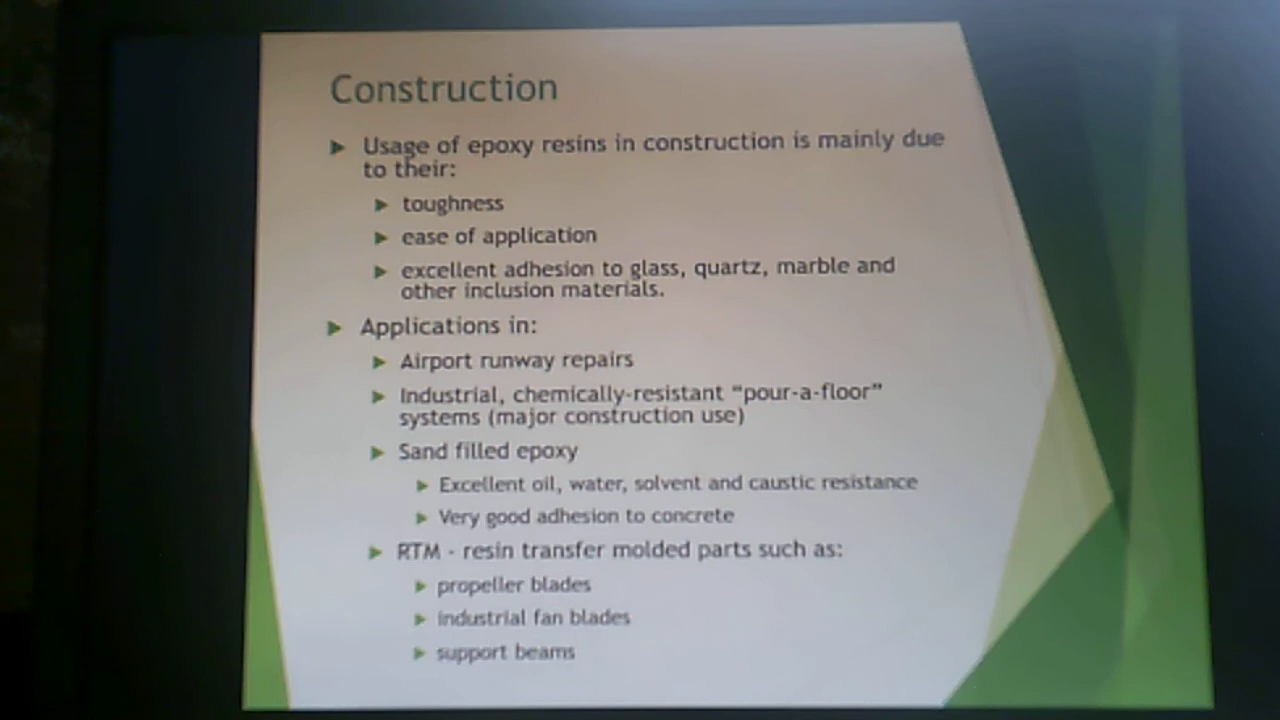 Construction
Usage of epoxy resins in construction is mainly due
to their:
toughness
ease of application
excellent adhesion to glass, quartz, marble and
other inclusion materials.
Applications in:
Airport runway repairs
Industrial, chemically-resistant “pour-a-floor”
systems (major construction use)
Sand filled epoxy
Excellent oil, water, solvent and caustic resistance
Very good adhesion to concrete
RTM - resin transfer molded parts such as:
propeller blades
industrial fan blades
support beams